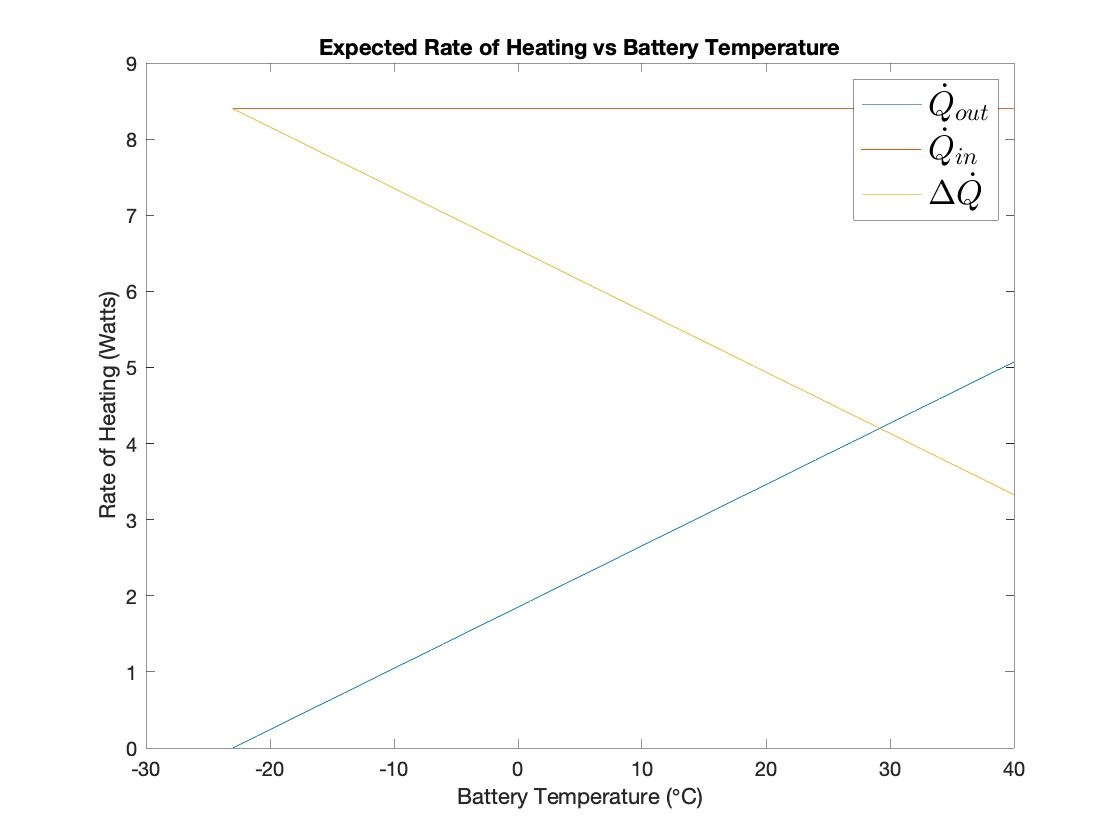 Expected Rate of Heating vs Battery Temperature
9
8
7
6
5
4
3
2
1
0
Rate of Heating (Watts)
Q̇out
Q̇in
ΔQ̇
-30 -20 -10 0 10 20 30 40
Battery Temperature (°C)